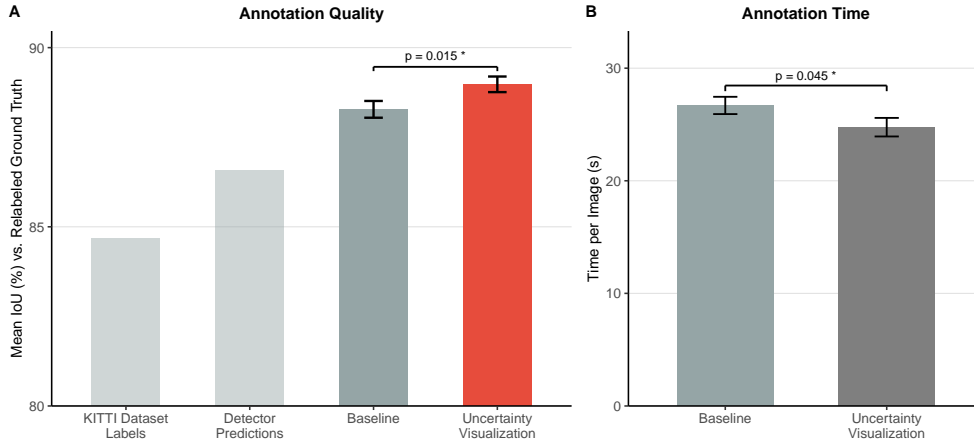 A
Annotation Quality
Mean IoU (%) vs. Relabeled Ground Truth
90
85
80
p = 0.015 *
KITTI Dataset
Labels
Detector
Predictions
Baseline
Uncertainty
Visualization
B
Annotation Time
Time per Image (s)
30
20
10
0
p = 0.045 *
Baseline
Uncertainty
Visualization